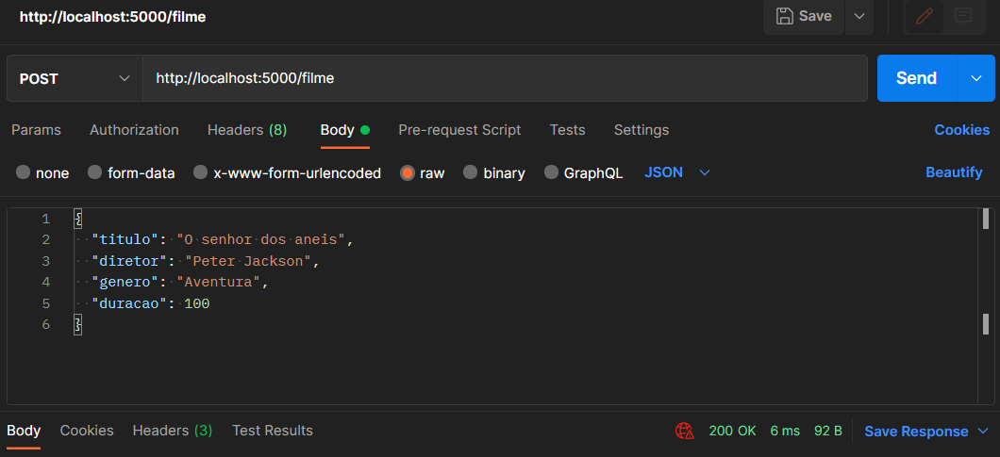 http://localhost:5000/filme
Save
POST
http://localhost:5000/filme
Send
Params Authorization Headers (8) Body Pre-request Script Tests Settings Cookies
none form-data x-www-form-urlencoded raw binary GraphQL JSON Beautify
1 {
2 "titulo": "O senhor dos aneis",
3 "diretor": "Peter Jackson",
4 "genero": "Aventura",
5 "duracao": 100
6 }
Body Cookies Headers (3) Test Results 200 OK 6 ms 92 B Save Response